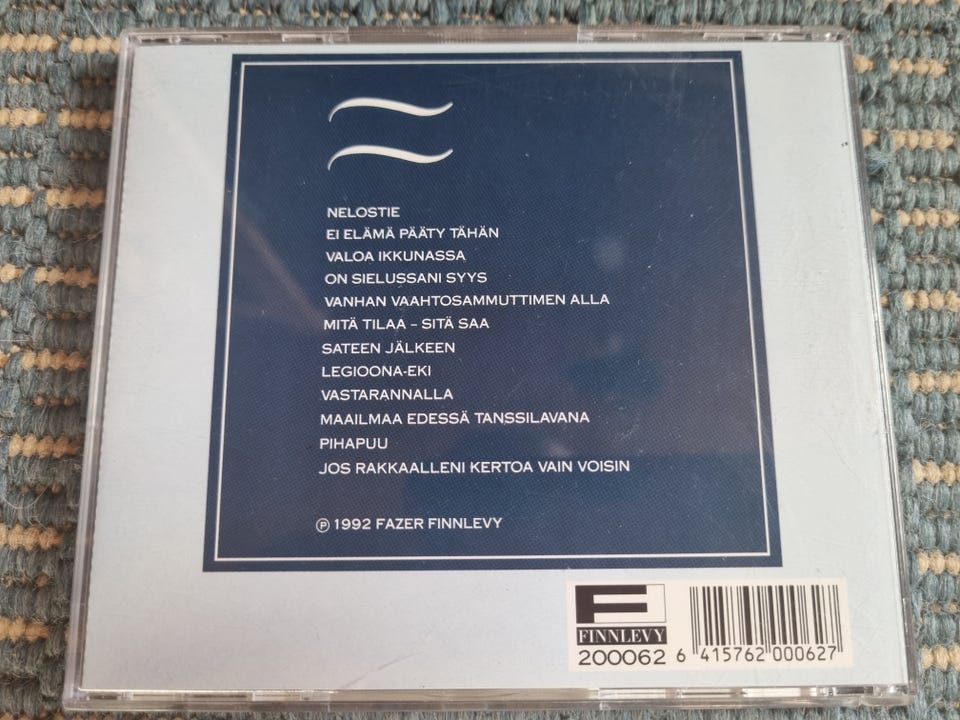 NELOSTIE
EI ELÄMÄ PÄÄTY TÄHÄN
VALOA IKKUNASSA
ON SIELUSSANI SYYS
VANHAN VAAHTOSAMMUTTIMEN ALLA
MITÄ TILAA – SITÄ SAA
SATEEN JÄLKEEN
LEGIOONA-EKI
VASTARANNALLA
MAAILMAA EDESSÄ TANSSILAVANA
PIHAPUU
JOS RAKKAALLENI KERTOA VAIN VOISIN
℗ 1992 FAZER FINNLEVY
F
FINNLEVY
200062
6 415762 000627